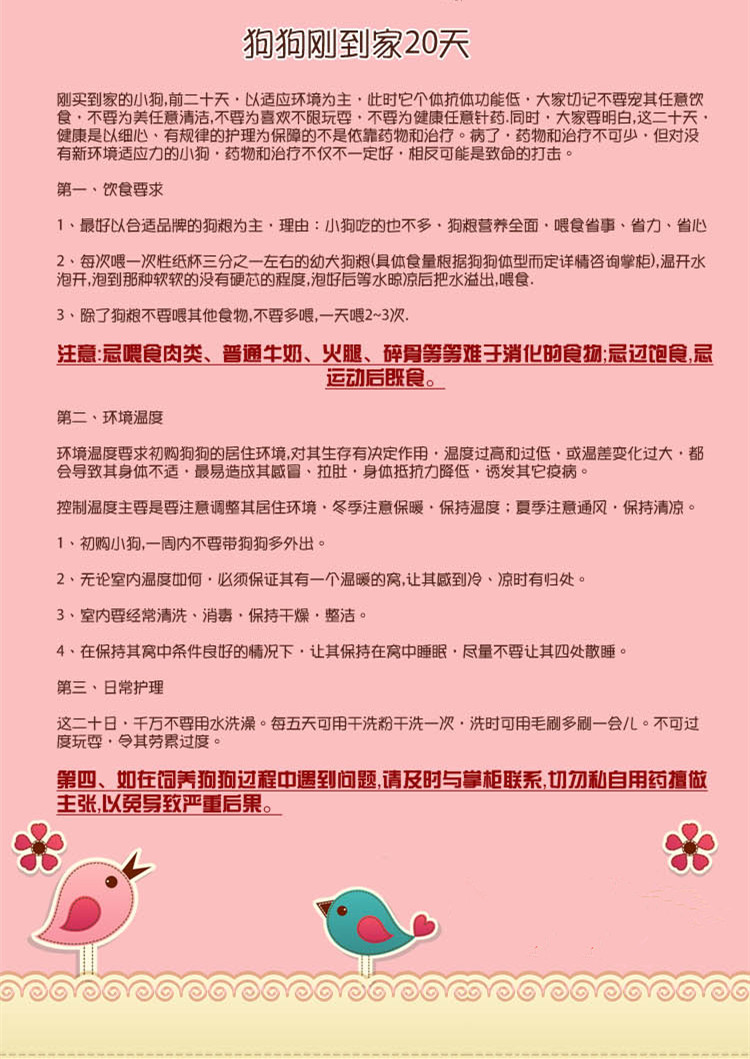 狗狗刚到家20天
刚买到家的小狗,前二十天,以适应环境为主,此时它个体抗体功能低,大家切记不要宠其任意饮
食,不要为美任意清洁,不要为喜欢不限玩耍,不要为健康任意针药.同时,大家要明白,这二十天,
健康是以细心、有规律的护理为保障的不是依靠药物和治疗。病了,药物和治疗不可少,但对没
有新环境适应力的小狗,药物和治疗不仅不一定好,相反可能是致命的打击。
第一、饮食要求
1、最好以合适品牌的狗粮为主,理由:小狗吃的也不多,狗粮营养全面,喂食省事、省力、省心
2、每次喂一次性纸杯三分之一左右的幼犬狗粮(具体食量根据狗狗体型而定详情咨询掌柜),温开水
泡开,泡到那种软软的没有硬芯的程度,泡好后等水晾凉后把水溢出,喂食.
3、除了狗粮不要喂其他食物,不要多喂,一天喂2~3次.
注意:忌喂食肉类、普通牛奶、火腿、碎骨等等难于消化的食物;忌过饱食,忌
运动后既食。
第二、环境温度
环境温度要求初购狗狗的居住环境,对其生存有决定作用,温度过高和过低,或温差变化过大,都
会导致其身体不适,最易造成其感冒、拉肚,身体抵抗力降低,诱发其它疫病。
控制温度主要是要注意调整其居住环境,冬季注意保暖,保持温度;夏季注意通风,保持清凉。
1、初购小狗,一周内不要带狗狗多外出。
2、无论室内温度如何,必须保证其有一个温暖的窝,让其感到冷、凉时有归处。
3、室内要经常清洗、消毒,保持干燥,整洁。
4、在保持其窝中条件良好的情况下,让其保持在窝中睡眠,尽量不要让其四处散睡。
第三、日常护理
这二十日,千万不要用水洗澡。每五天可用干洗粉干洗一次,洗时可用毛刷多刷一会儿。不可过
度玩耍,令其劳累过度。
第四、如在饲养狗狗过程中遇到问题,请及时与掌柜联系,切勿私自用药擅做
主张,以免导致严重后果。